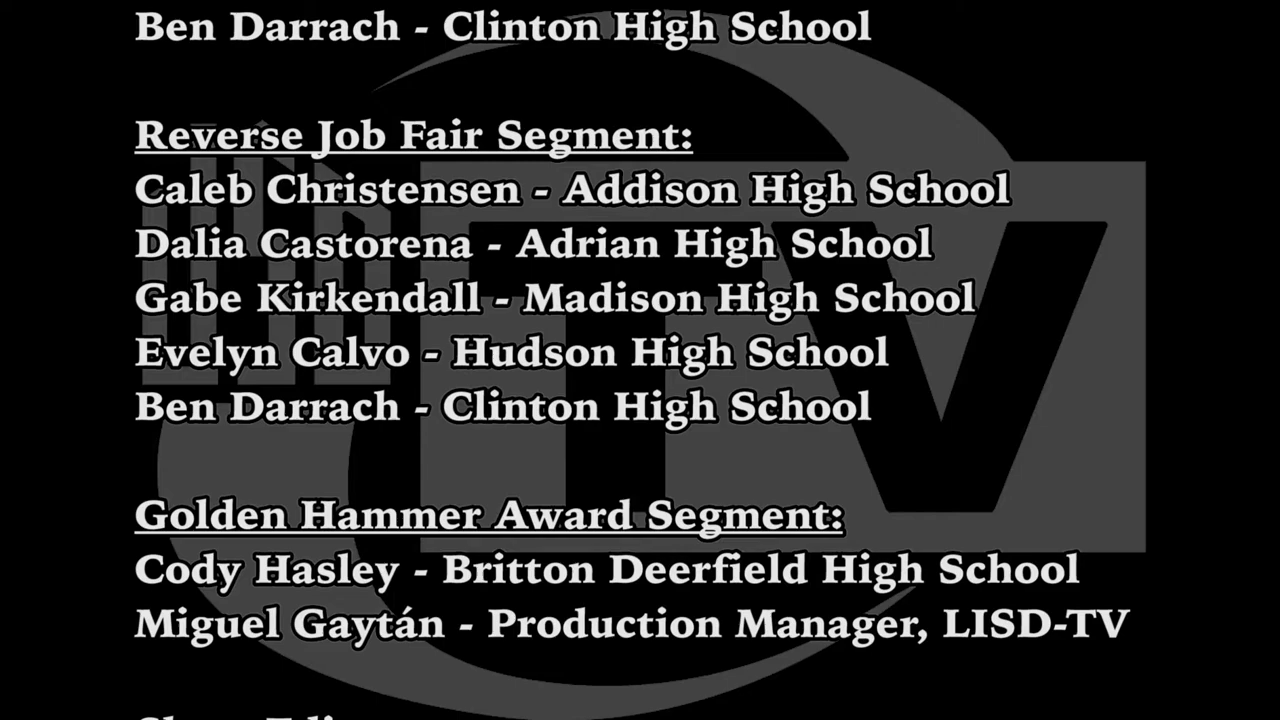 Ben Darrach - Clinton High School
Reverse Job Fair Segment:
Caleb Christensen - Addison High School
Dalia Castorena - Adrian High School
Gabe Kirkendall - Madison High School
Evelyn Calvo - Hudson High School
Ben Darrach - Clinton High School
Golden Hammer Award Segment:
Cody Hasley - Britton Deerfield High School
Miguel Gaytán - Production Manager, LISD-TV
TV